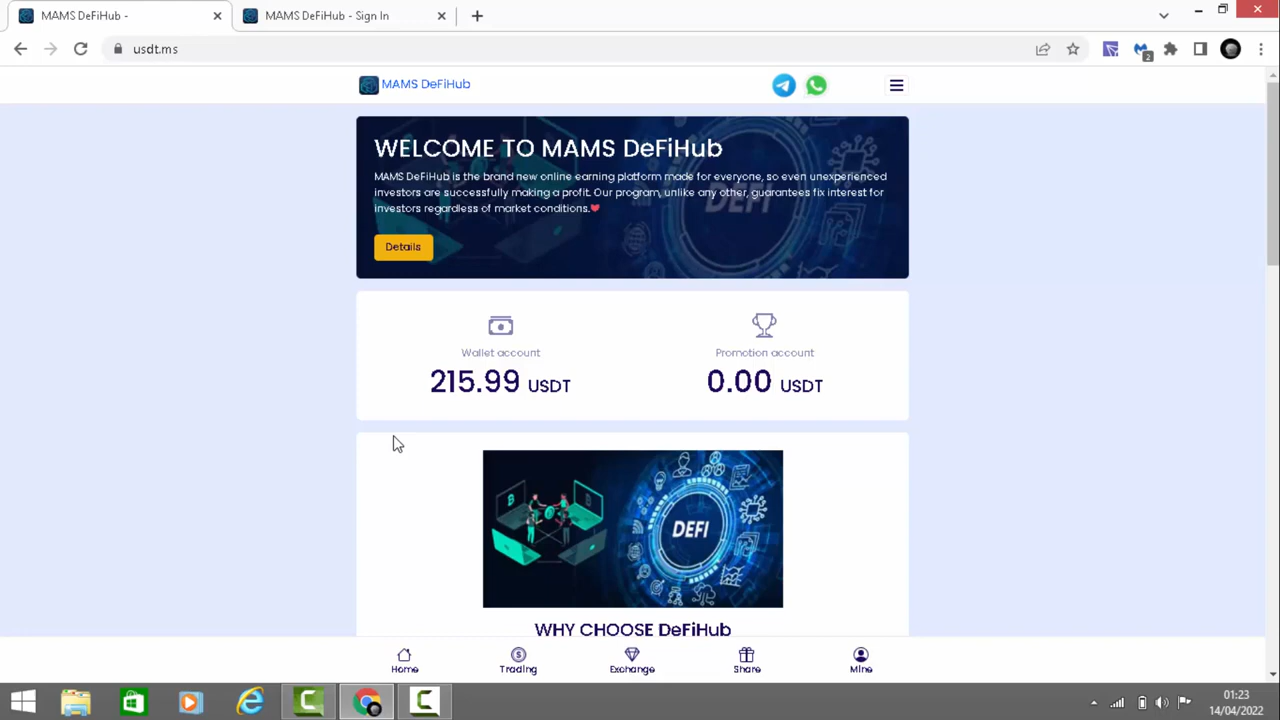 MAMS DeFiHub -
MAMS DeFiHub - Sign In
usdt.ms
2
MAMS DeFiHub
WELCOME TO MAMS DeFiHub
MAMS DeFiHub is the brand new online earning platform made for everyone, so even unexperienced
investors are successfully making a profit. Our program, unlike any other, guarantees fix interest for
investors regardless of market conditions.❤
Details
Wallet account
215.99 USDT
Promotion account
0.00 USDT
DEFI
WHY CHOOSE DeFiHub
Home
Trading
Exchange
Share
Mine
01:23
14/04/2022